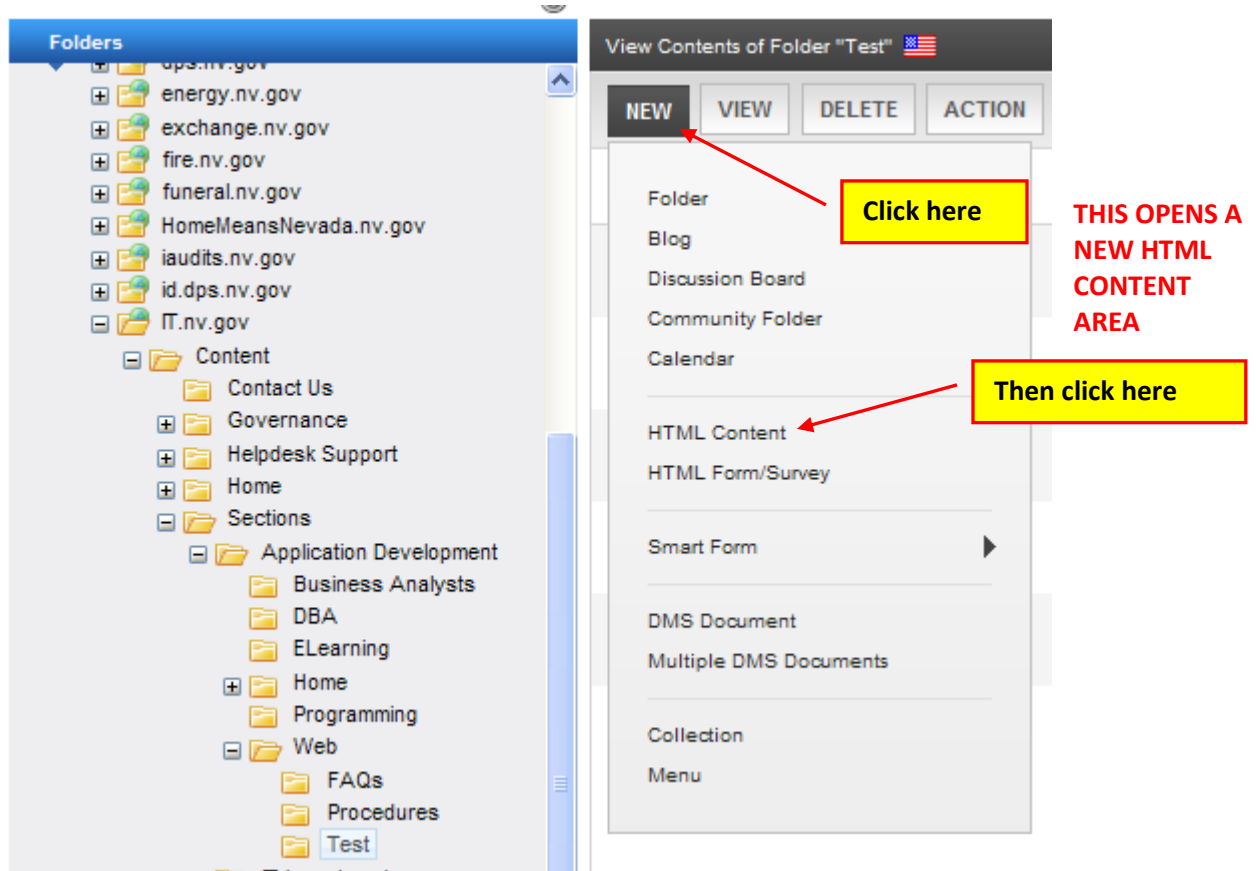 Folders
dps.nv.gov
energy.nv.gov
exchange.nv.gov
fire.nv.gov
funeral.nv.gov
HomeMeansNevada.nv.gov
iaudits.nv.gov
id.dps.nv.gov
IT.nv.gov
Content
Contact Us
Governance
Helpdesk Support
Home
Sections
Application Development
Business Analysts
DBA
ELearning
Home
Programming
Web
FAQs
Procedures
Test
View Contents of Folder "Test"
NEW VIEW DELETE ACTION
Folder
Blog
Discussion Board
Community Folder
Calendar
HTML Content
HTML Form/Survey
Smart Form
DMS Document
Multiple DMS Documents
Collection
Menu
Click here
THIS OPENS A
NEW HTML
CONTENT
AREA
Then click here